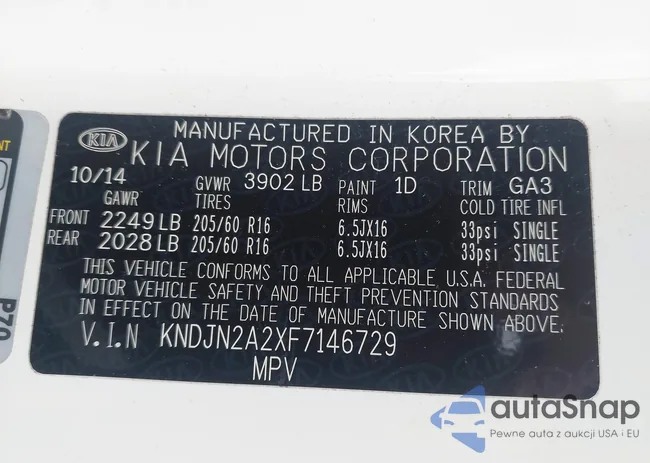 MANUFACTURED IN KOREA BY
KIA KIA MOTORS CORPORATION
10/14 GVWR 3902 LB PAINT 1D TRIM GA3
GAWR TIRES RIMS COLD TIRE INFL
FRONT 2249 LB 205/60 R16 6.5JX16 33psi SINGLE
REAR 2028 LB 205/60 R16 6.5JX16 33psi SINGLE
THIS VEHICLE CONFORMS TO ALL APPLICABLE U.S.A. FEDERAL
MOTOR VEHICLE SAFETY AND THEFT PREVENTION STANDARDS
IN EFFECT ON THE DATE OF MANUFACTURE SHOWN ABOVE.
V.I.N KNDJN2A2XF7146729
MPV
autaSnap
Pewne auta z aukcji USA i EU